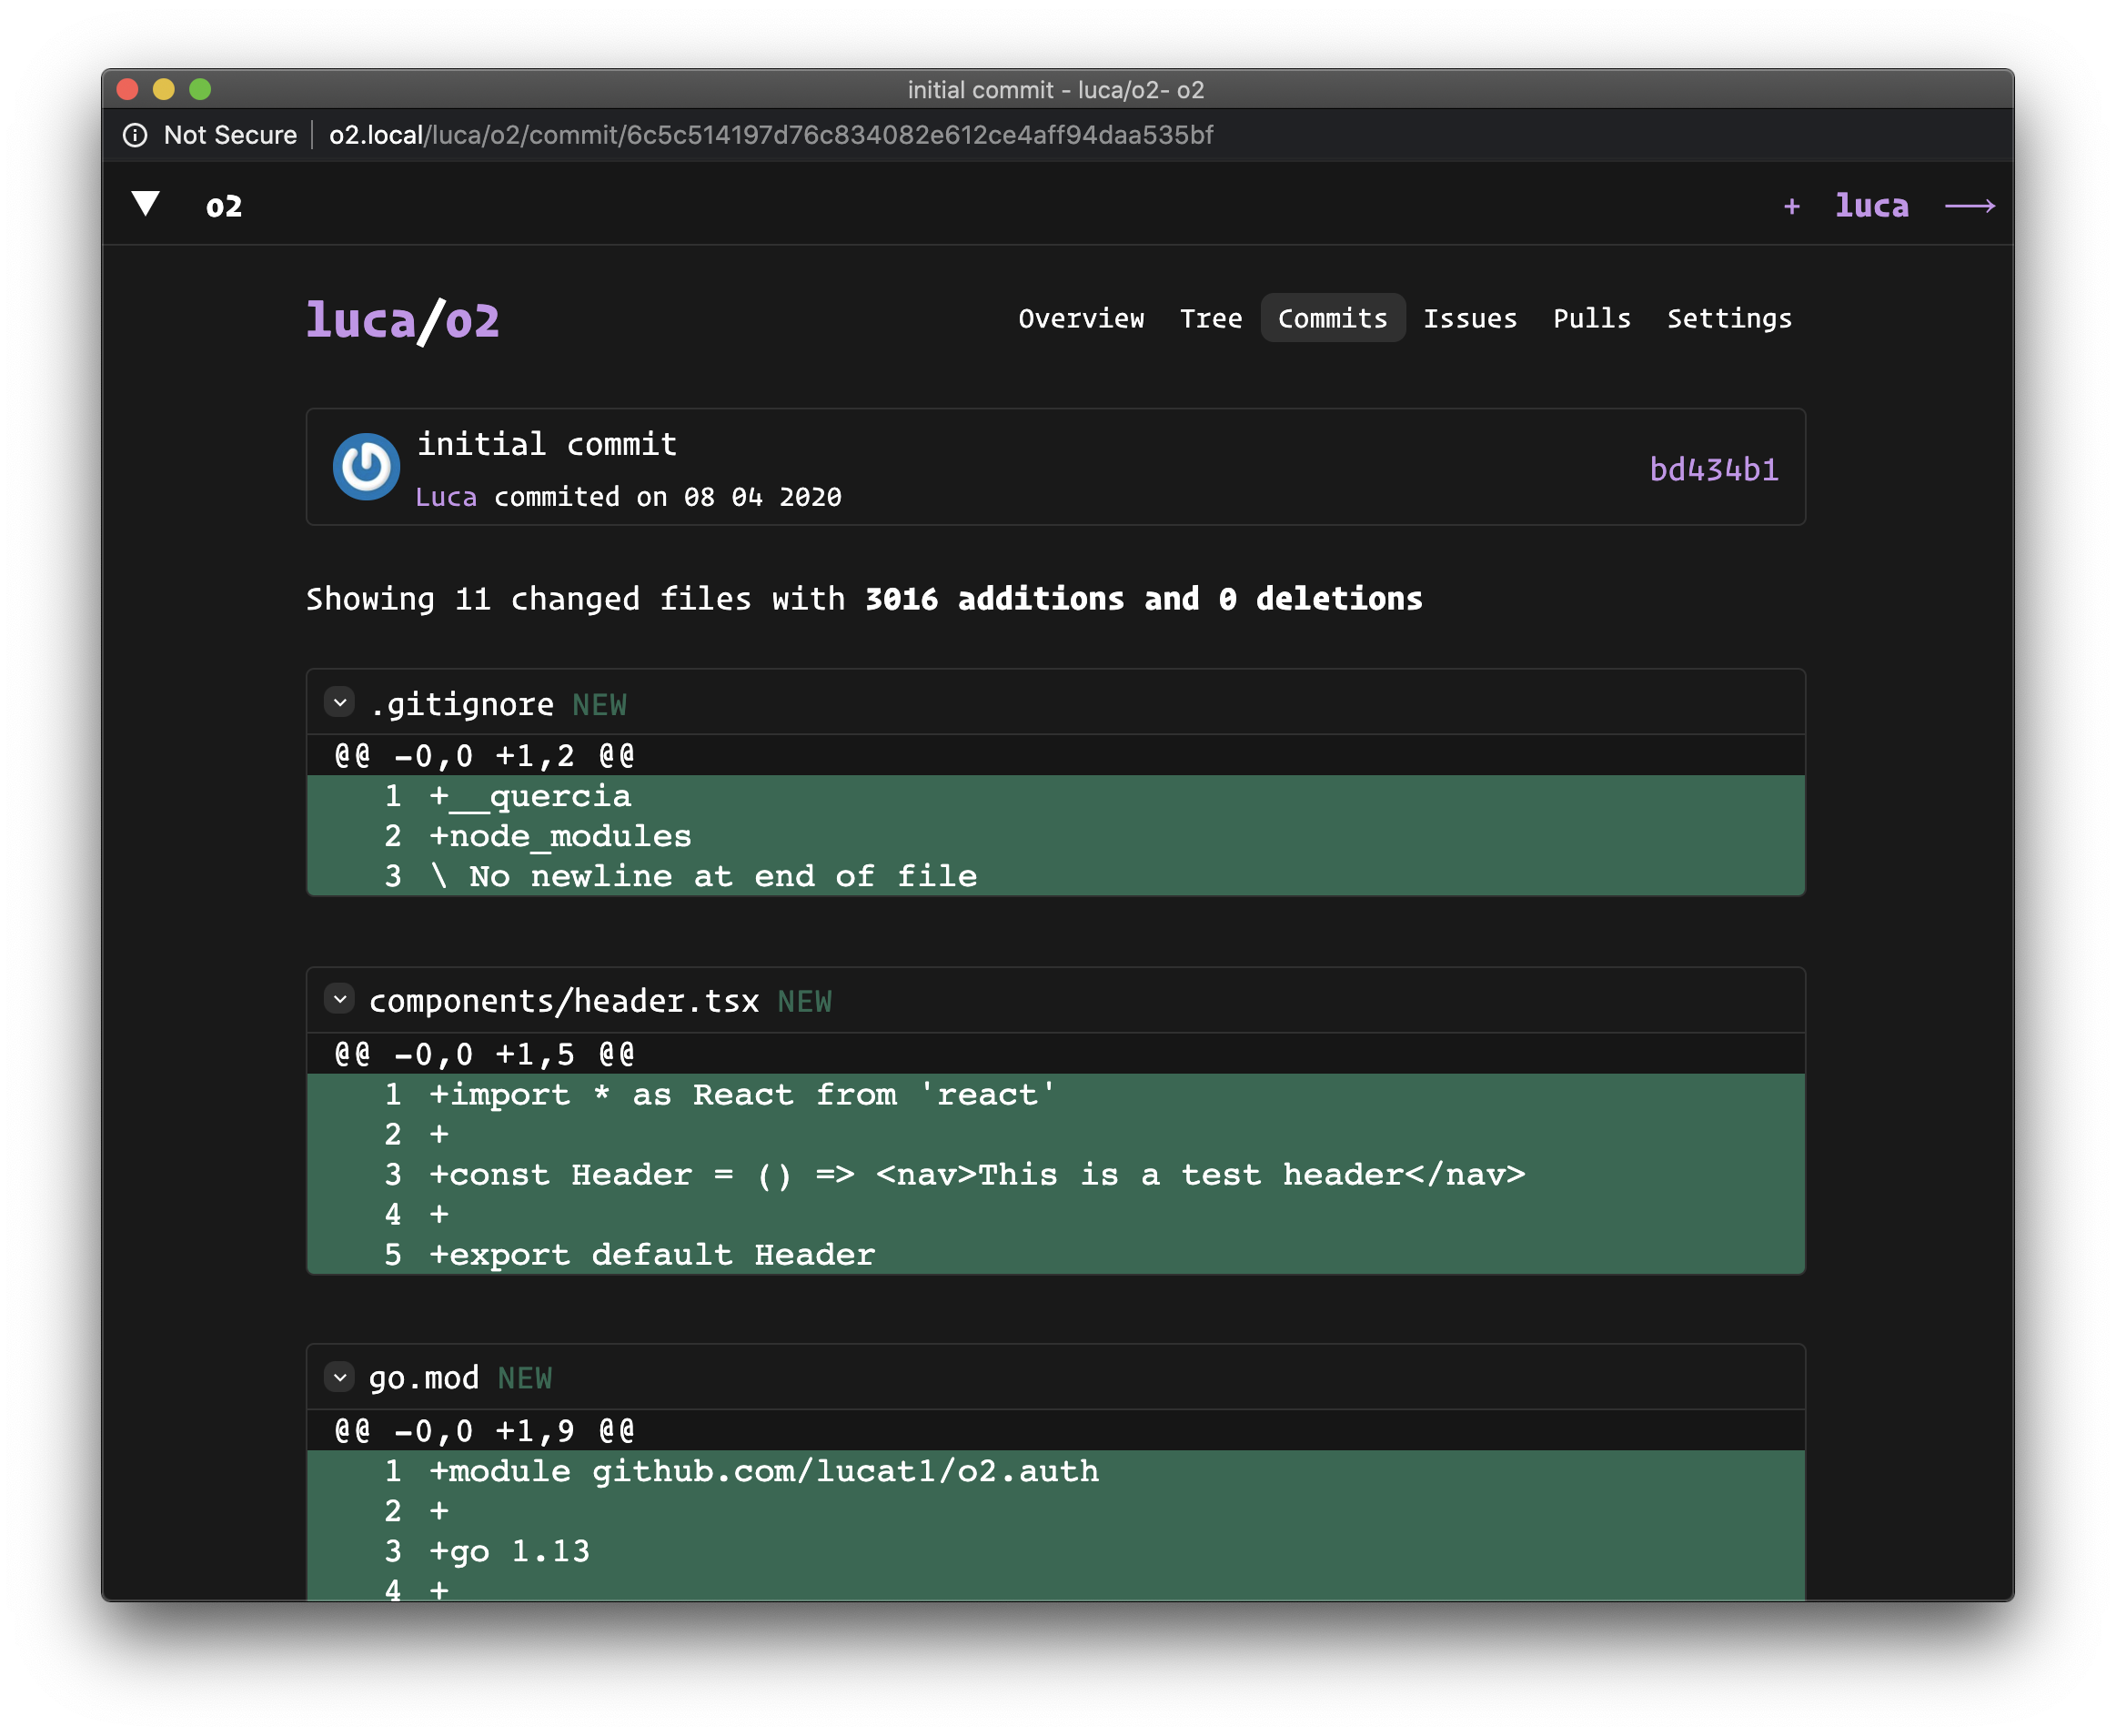 initial commit - luca/o2- o2
Not Secure o2.local/luca/o2/commit/6c5c514197d76c834082e612ce4aff94daa535bf
o2 + luca ⟶
luca/o2 Overview Tree Commits Issues Pulls Settings
initial commit
bd434b1
Luca commited on 08 04 2020
Showing 11 changed files with 3016 additions and 0 deletions
.gitignore NEW
@@ -0,0 +1,2 @@
1 +__quercia
2 +node_modules
3 \ No newline at end of file
components/header.tsx NEW
@@ -0,0 +1,5 @@
1 +import * as React from 'react'
2 +
3 +const Header = () => <nav>This is a test header</nav>
4 +
5 +export default Header
go.mod NEW
@@ -0,0 +1,9 @@
1 +module github.com/lucat1/o2.auth
2 +
3 +go 1.13
4 +